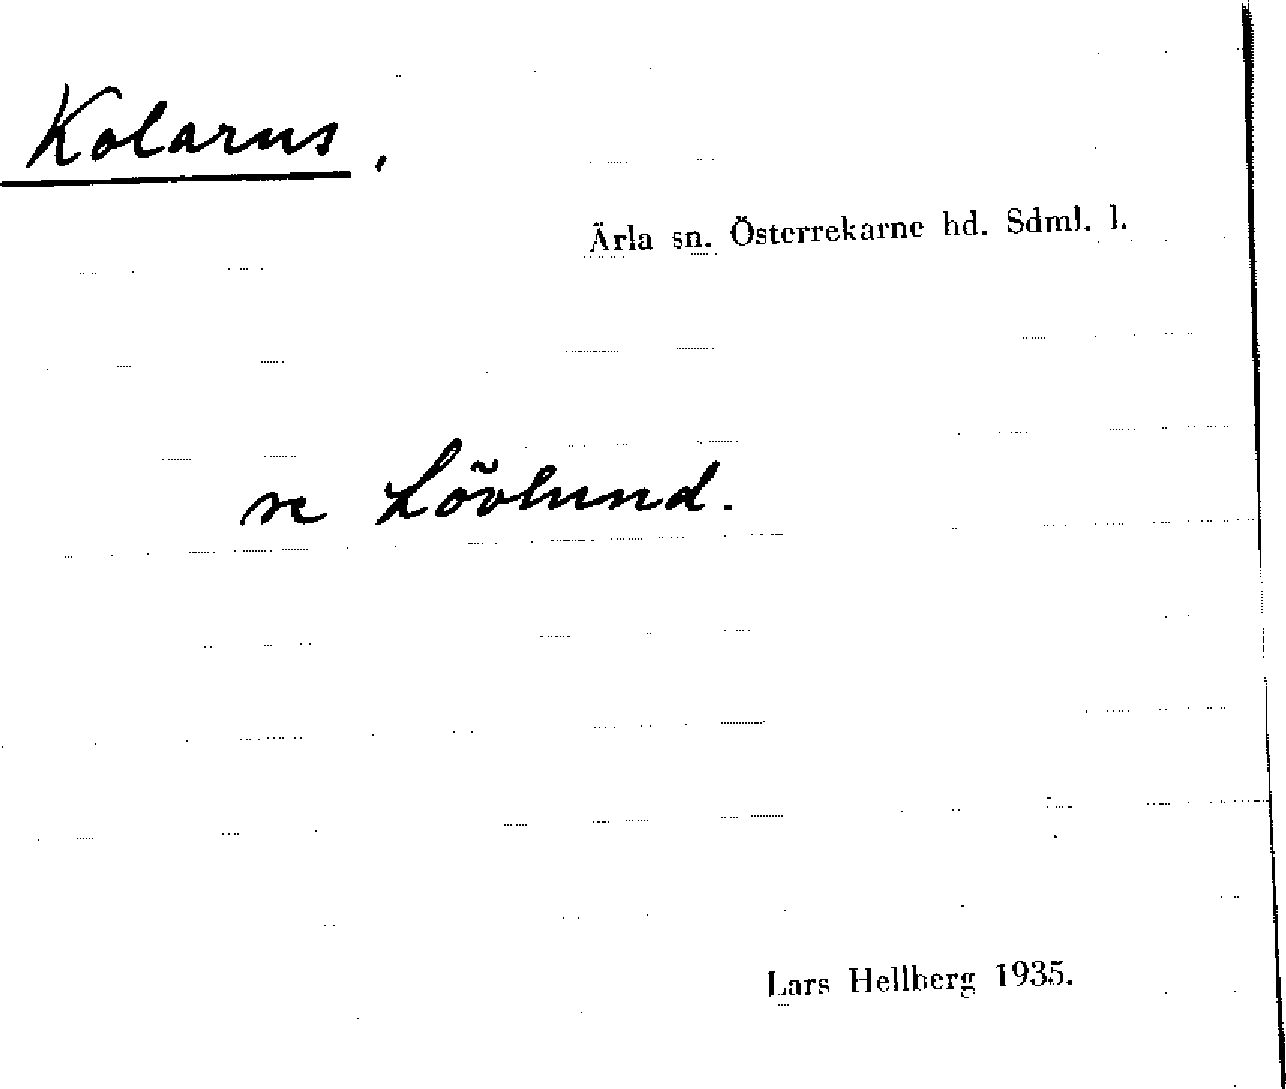 Kolarns,
Ärla sn. Österrekarne hd. Sdml. l.
se Lövlund.
Lars Hellberg 1935.